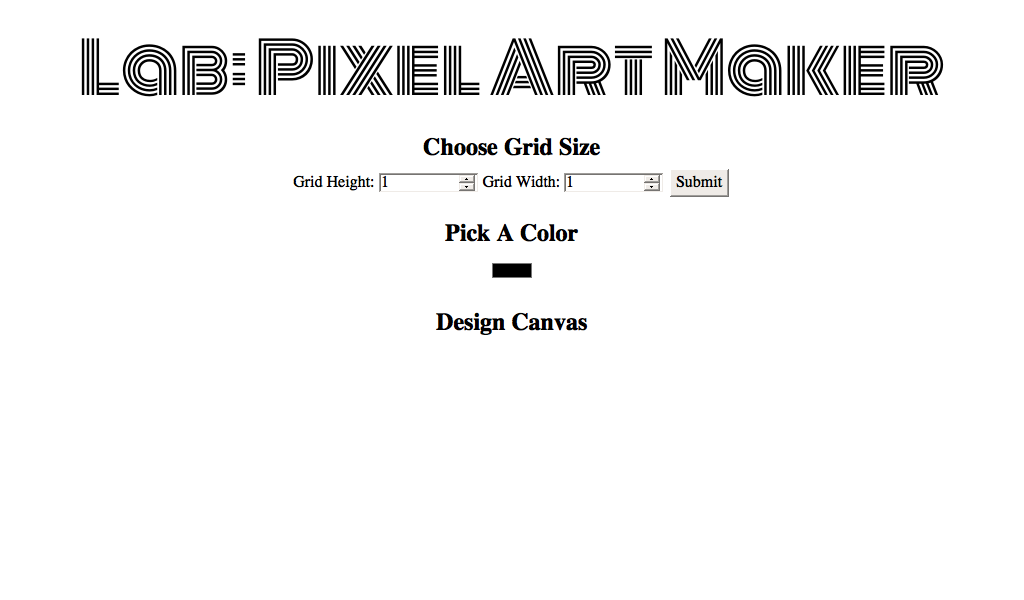 Lab: Pixel Art Maker
Choose Grid Size
Grid Height: 1 Grid Width: 1 Submit
Pick A Color
Design Canvas